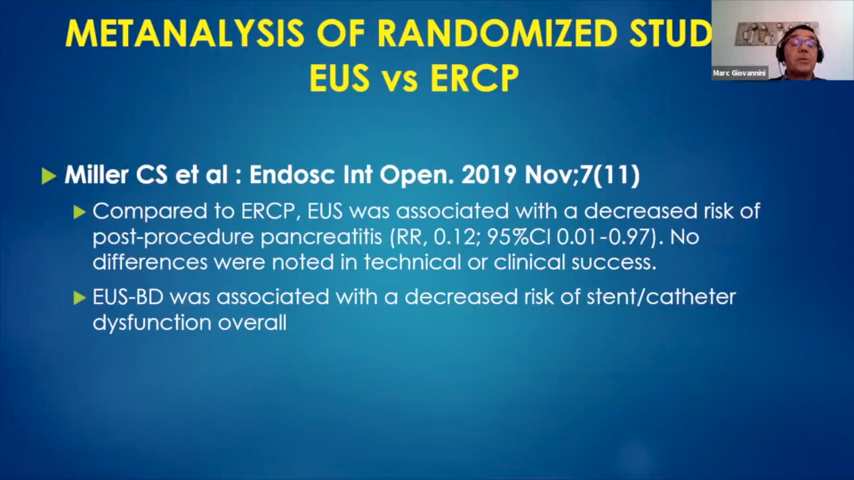 METANALYSIS OF RANDOMIZED STUD
EUS vs ERCP
Marc Giovannini
Miller CS et al : Endosc Int Open. 2019 Nov;7(11)
Compared to ERCP, EUS was associated with a decreased risk of
post-procedure pancreatitis (RR, 0.12; 95%CI 0.01-0.97). No
differences were noted in technical or clinical success.
EUS-BD was associated with a decreased risk of stent/catheter
dysfunction overall